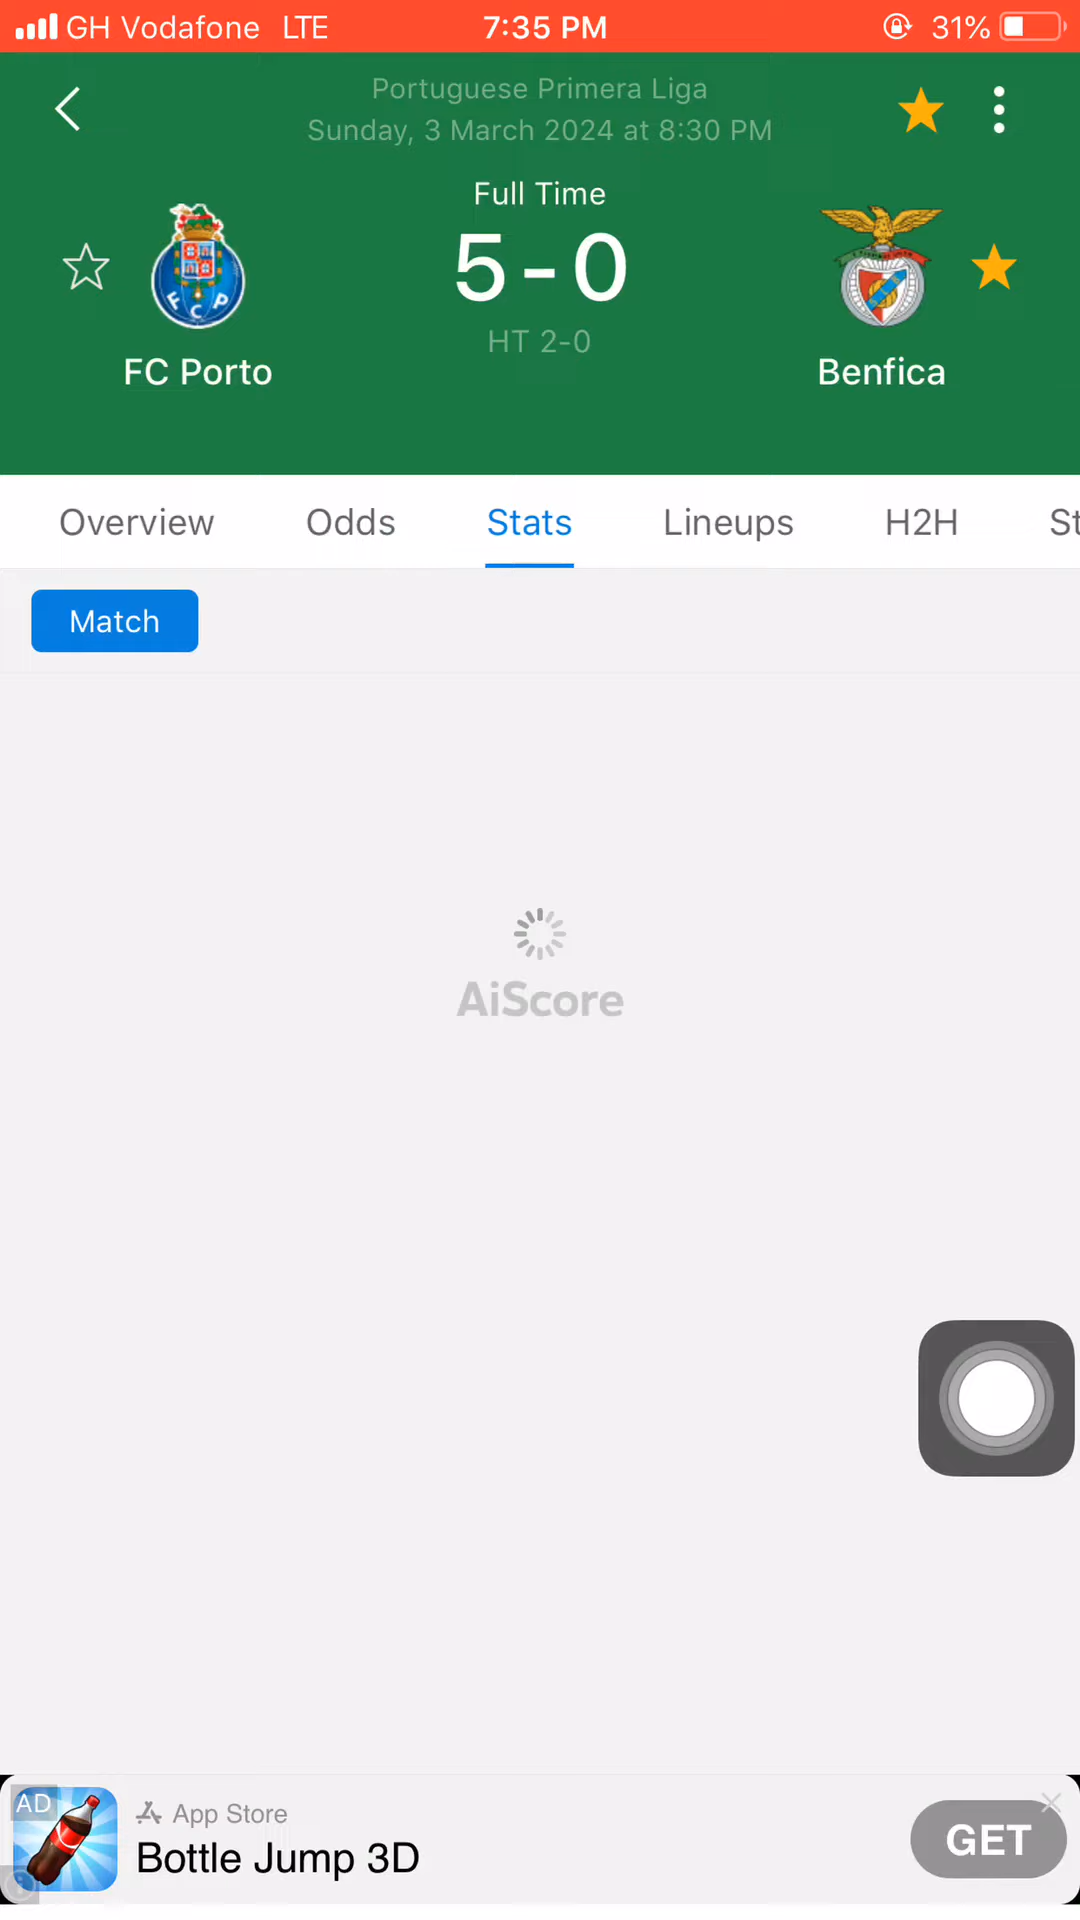 GH Vodafone LTE 7:35 PM 31%
Portuguese Primera Liga
Sunday, 3 March 2024 at 8:30 PM
Full Time
5-0
HT 2-0
FC Porto
Benfica
Overview Odds Stats Lineups H2H St
Match
AiScore
AD
App Store
Bottle Jump 3D
GET